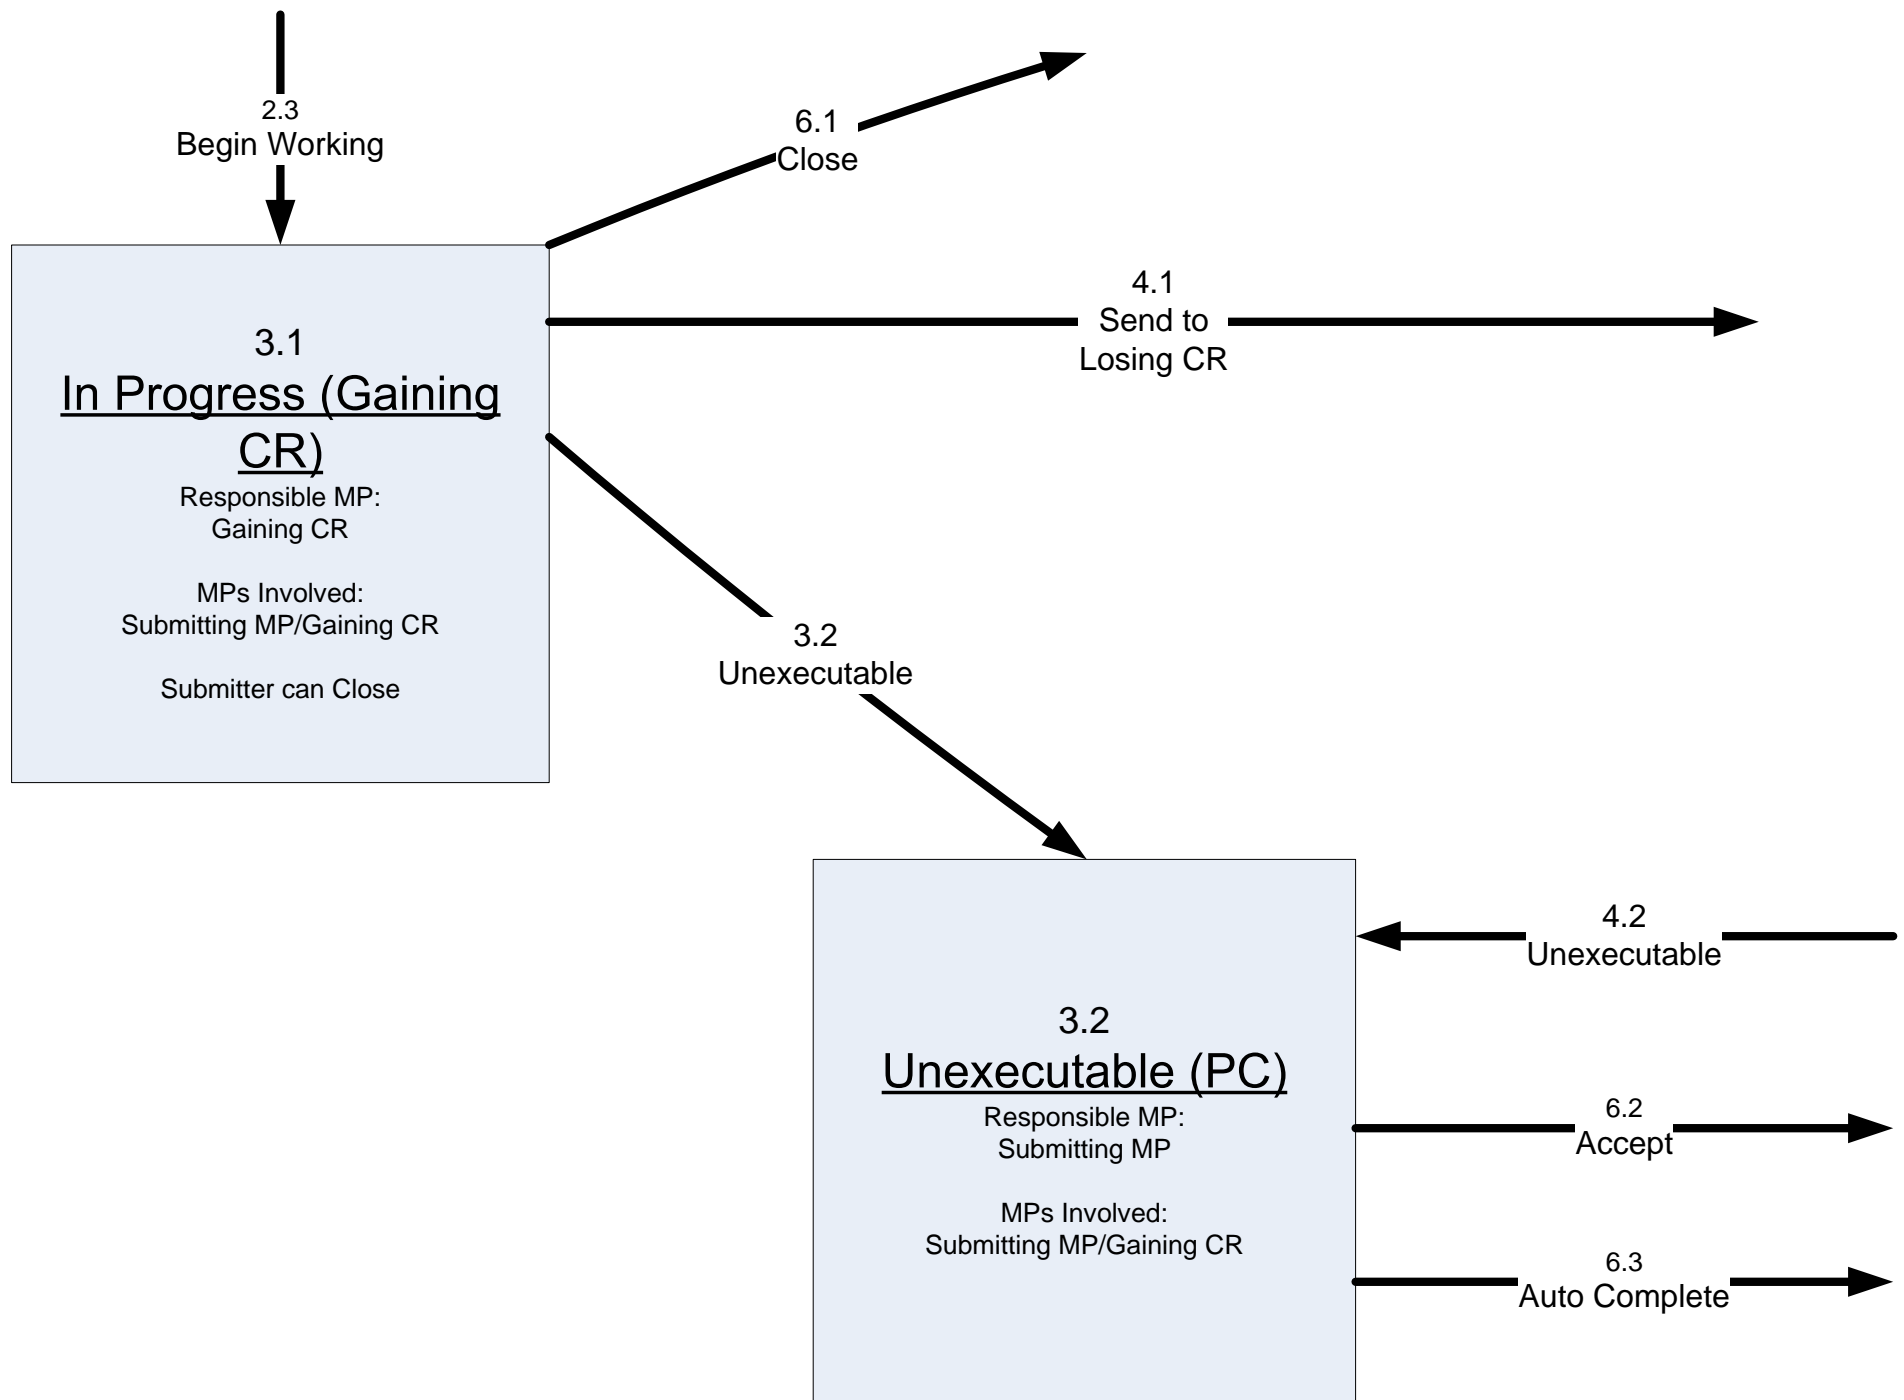 2.3
Begin Working
6.1
Close
4.1
Send to
Losing CR
3.1
In Progress (Gaining
CR)
Responsible MP:
Gaining CR
MPs Involved:
Submitting MP/Gaining CR
Submitter can Close
3.2
Unexecutable
3.2
Unexecutable (PC)
Responsible MP:
Submitting MP
MPs Involved:
Submitting MP/Gaining CR
4.2
Unexecutable
6.2
Accept
6.3
Auto Complete